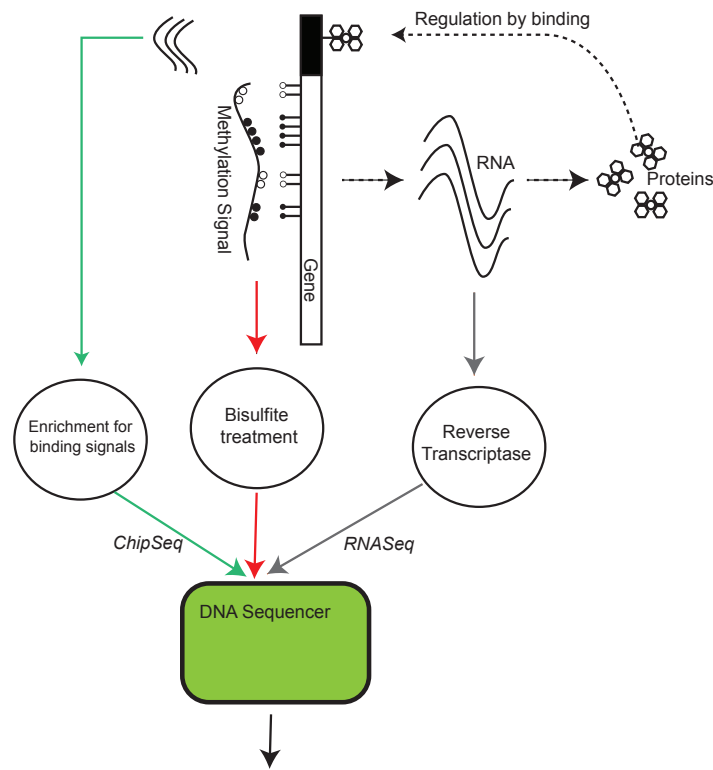 Regulation by binding
Methylation Signal
Gene
RNA
Proteins
Enrichment for
binding signals
Bisulfite
treatment
Reverse
Transcriptase
ChipSeq
RNASeq
DNA Sequencer